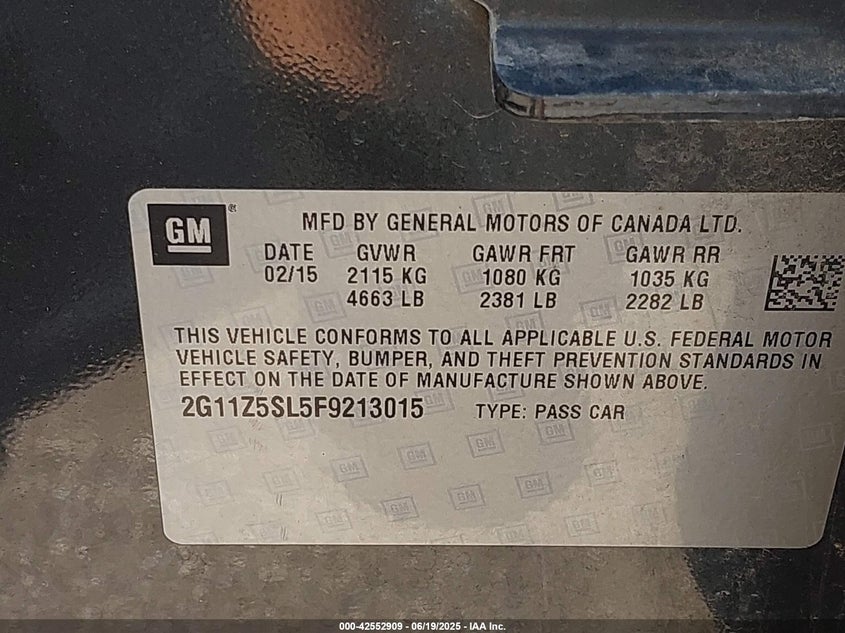 GM®
MFD BY GENERAL MOTORS OF CANADA LTD.
DATE GVWR GAWR FRT GAWR RR
02/15 2115 KG 1080 KG 1035 KG
4663 LB 2381 LB 2282 LB
THIS VEHICLE CONFORMS TO ALL APPLICABLE U.S. FEDERAL MOTOR
VEHICLE SAFETY, BUMPER, AND THEFT PREVENTION STANDARDS IN
EFFECT ON THE DATE OF MANUFACTURE SHOWN ABOVE.
2G11Z5SL5F9213015 TYPE: PASS CAR
000-42552909 - 06/19/2025 - IAA Inc.